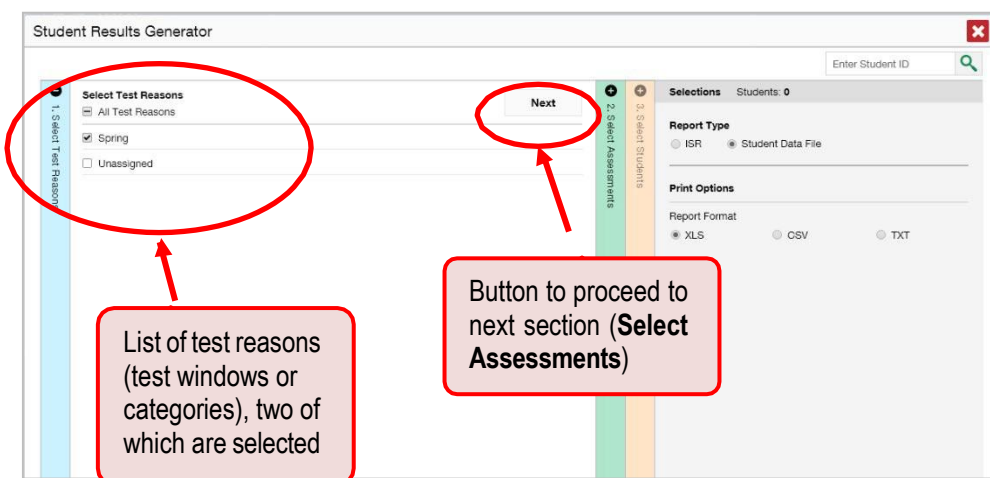 Student Results Generator
Enter Student ID
1. Select Test Reasons
Select Test Reasons
All Test Reasons
Next
Spring
Unassigned
2. Select Assessments
3. Select Students
Selections Students: 0
Report Type
ISR Student Data File
Print Options
Report Format
XLS CSV TXT
List of test reasons
(test windows or
categories), two of
which are selected
Button to proceed to
next section (Select
Assessments)